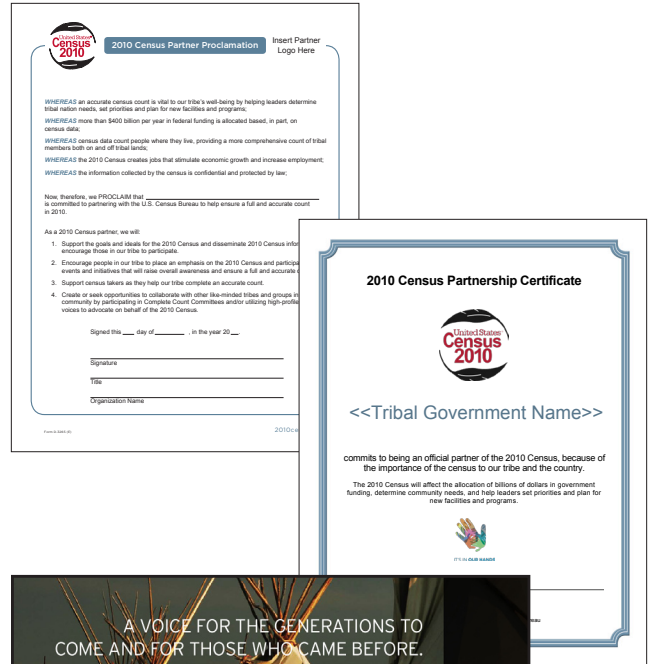 United States
Census
2010
2010 Census Partner Proclamation
Insert Partner
Logo Here
WHEREAS an accurate census count is vital to our tribe's well-being by helping leaders determine
tribal nation needs, set priorities and plan for new facilities and programs;
WHEREAS more than $400 billion per year in federal funding is allocated based, in part, on
census data;
WHEREAS census data count people where they live, providing a more comprehensive count of tribal
members both on and off tribal lands;
WHEREAS the 2010 Census creates jobs that stimulate economic growth and increase employment;
WHEREAS the information collected by the census is confidential and protected by law;
Now, therefore, we PROCLAIM that
is committed to partnering with the U.S. Census Bureau to help ensure a full and accurate count
in 2010.
As a 2010 Census partner, we will:
1. Support the goals and ideals for the 2010 Census and disseminate 2010 Census infor
encourage those in our tribe to participate.
2. Encourage people in our tribe to place an emphasis on the 2010 Census and participa
events and initiatives that will raise overall awareness and ensure a full and accurate c
3. Support census takers as they help our tribe complete an accurate count.
4. Create or seek opportunities to collaborate with other like-minded tribes and groups in
community by participating in Complete Count Committees and/or utilizing high-profile
voices to advocate on behalf of the 2010 Census.
Signed this ___ day of ______ , in the year 20 __.
Signature
Title
Organization Name
2010ce
2010 Census Partnership Certificate
United States
Census
2010
<<Tribal Government Name>>
commits to being an official partner of the 2010 Census, because of
the importance of the census to our tribe and the country.
The 2010 Census will affect the allocation of billions of dollars in government
funding, determine community needs, and help leaders set priorities and plan for
new facilities and programs.
IT'S IN OUR HANDS
eau
A VOICE FOR THE GENERATIONS TO
COME AND FOR THOSE WHO CAME BEFORE.